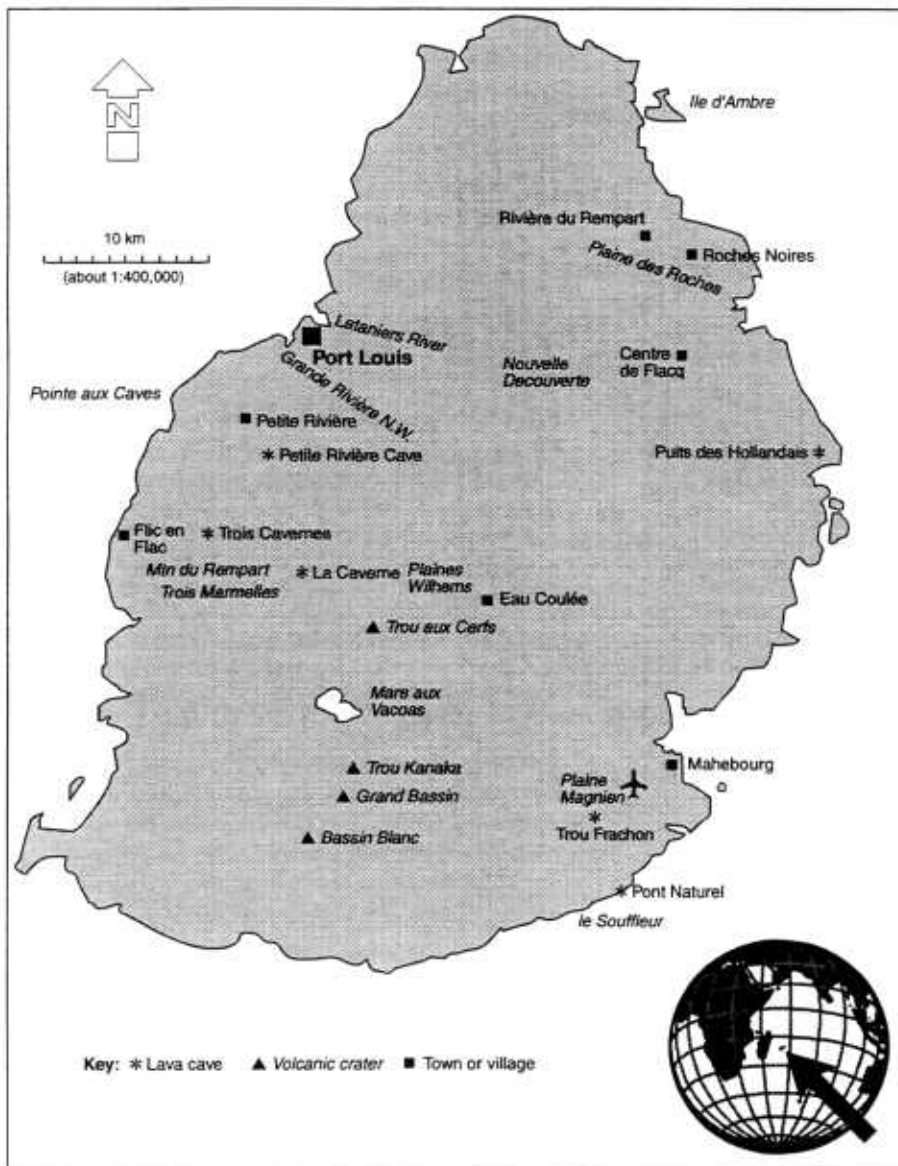 Ile d'Ambre
N
Rivière du Rempart
10 km
Plaine des Roches
Roches Noires
(about 1:400,000)
Lataniers River
Port Louis
Grande Rivière N.W.
Nouvelle
Decouverte
Centre
de Flacq
Pointe aux Caves
Petite Rivière
Petite Rivière Cave
Puits des Hollandais
Flic en
Flac
Trois Cavernes
Min du Rempart
Trois Marmelles
La Caverne
Plaines
Wilhems
Eau Coulée
Trou aux Cerfs
Mare aux
Vacoas
Trou Kanaka
Grand Bassin
Bassin Blanc
Mahebourg
Plaine
Magnien
Trou Frachon
Pont Naturel
le Souffleur
Key: * Lava cave ▲ Volcanic crater ■ Town or village